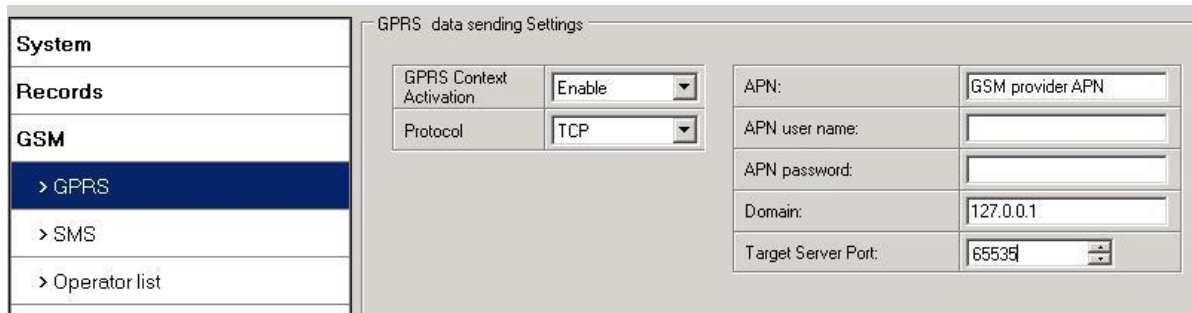 System
Records
GSM
> GPRS
> SMS
> Operator list
GPRS data sending Settings
GPRS Context
Activation
Enable
Protocol
TCP
APN:
GSM provider APN
APN user name:
APN password:
Domain:
127.0.0.1
Target Server Port:
65535